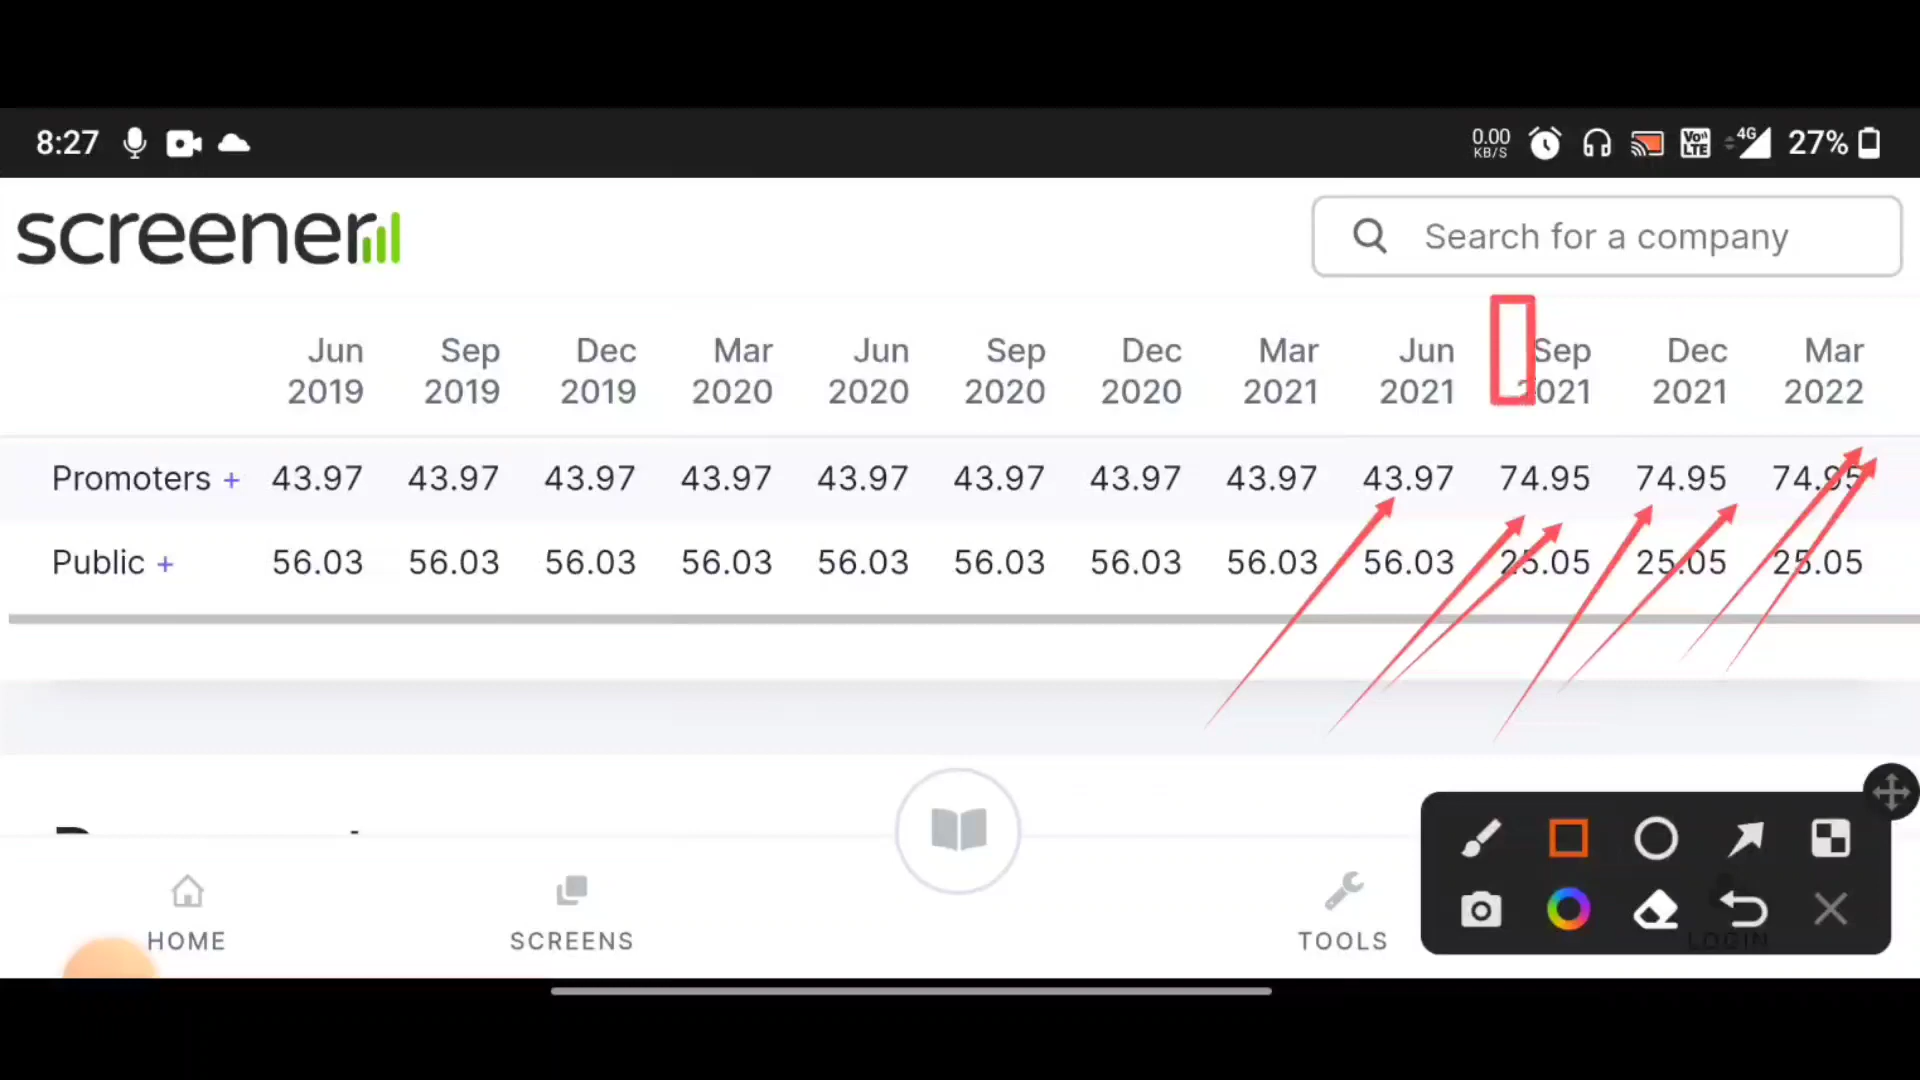 8:27 0.00 KB/S Vo)) LTE 4G 27%
screener Search for a company
Jun 2019 Sep 2019 Dec 2019 Mar 2020 Jun 2020 Sep 2020 Dec 2020 Mar 2021 Jun 2021 Sep 2021 Dec 2021 Mar 2022
Promoters + 43.97 43.97 43.97 43.97 43.97 43.97 43.97 43.97 43.97 74.95 74.95 74.95
Public + 56.03 56.03 56.03 56.03 56.03 56.03 56.03 56.03 56.03 25.05 25.05 25.05
HOME SCREENS TOOLS LOGIN